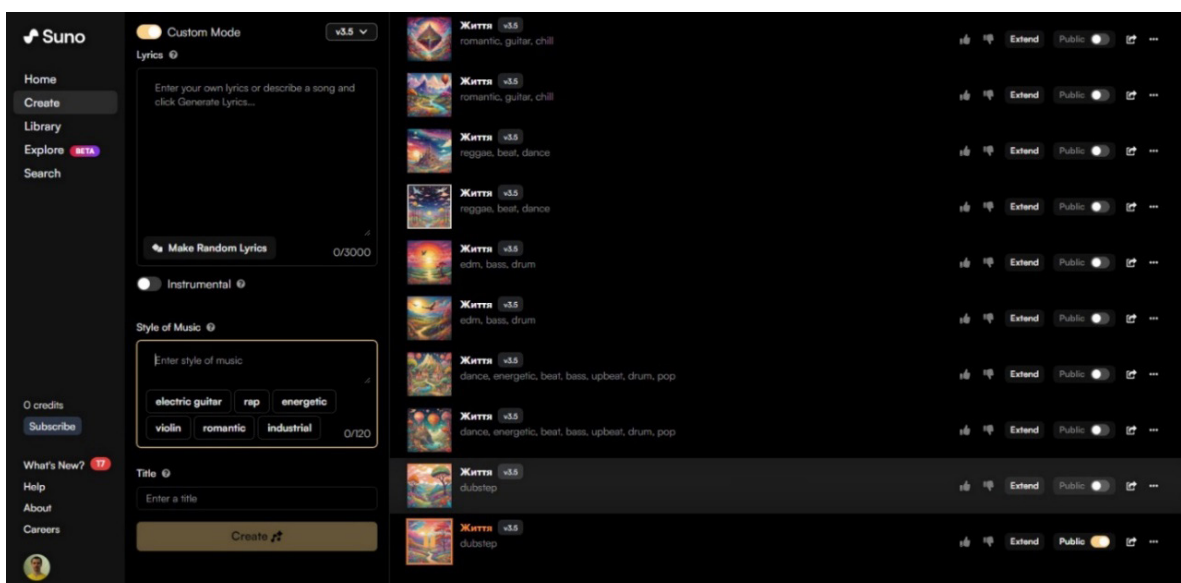 Suno
Home
Create
Library
Explore BETA
Search
0 credits
Subscribe
What's New? 17
Help
About
Careers
Custom Mode
v3.5
Lyrics
Enter your own lyrics or describe a song and
click Generate Lyrics...
Make Random Lyrics
0/3000
Instrumental
Style of Music
Enter style of music
electric guitar rap energetic
violin romantic industrial
0/120
Title
Enter a title
Create
Життя v3.5
romantic, guitar, chill
Extend Public
Життя v3.5
romantic, guitar, chill
Extend Public
Життя v3.5
reggae, beat, dance
Extend Public
Життя v3.5
reggae, beat, dance
Extend Public
Життя v3.5
edm, bass, drum
Extend Public
Життя v3.5
edm, bass, drum
Extend Public
Життя v3.5
dance, energetic, beat, bass, upbeat, drum, pop
Extend Public
Життя v3.5
dance, energetic, beat, bass, upbeat, drum, pop
Extend Public
Життя v3.5
dubstep
Extend Public
Життя v3.5
dubstep
Extend Public